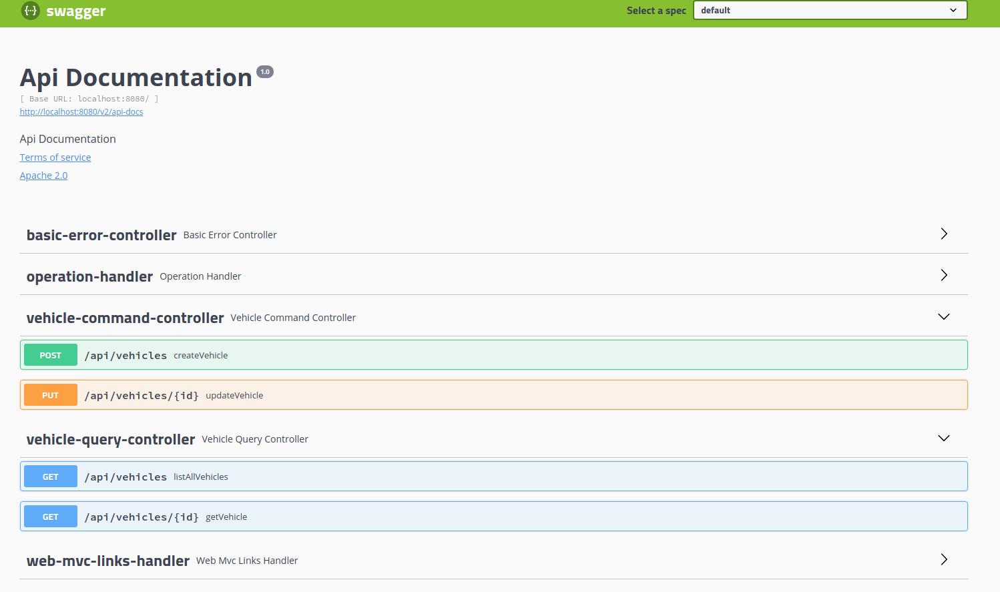 {···} swagger Select a spec default
Api Documentation 1.0
[ Base URL: localhost:8080/ ]
http://localhost:8080/v2/api-docs
Api Documentation
Terms of service
Apache 2.0
basic-error-controller Basic Error Controller
operation-handler Operation Handler
vehicle-command-controller Vehicle Command Controller
POST /api/vehicles createVehicle
PUT /api/vehicles/{id} updateVehicle
vehicle-query-controller Vehicle Query Controller
GET /api/vehicles listAllVehicles
GET /api/vehicles/{id} getVehicle
web-mvc-links-handler Web Mvc Links Handler